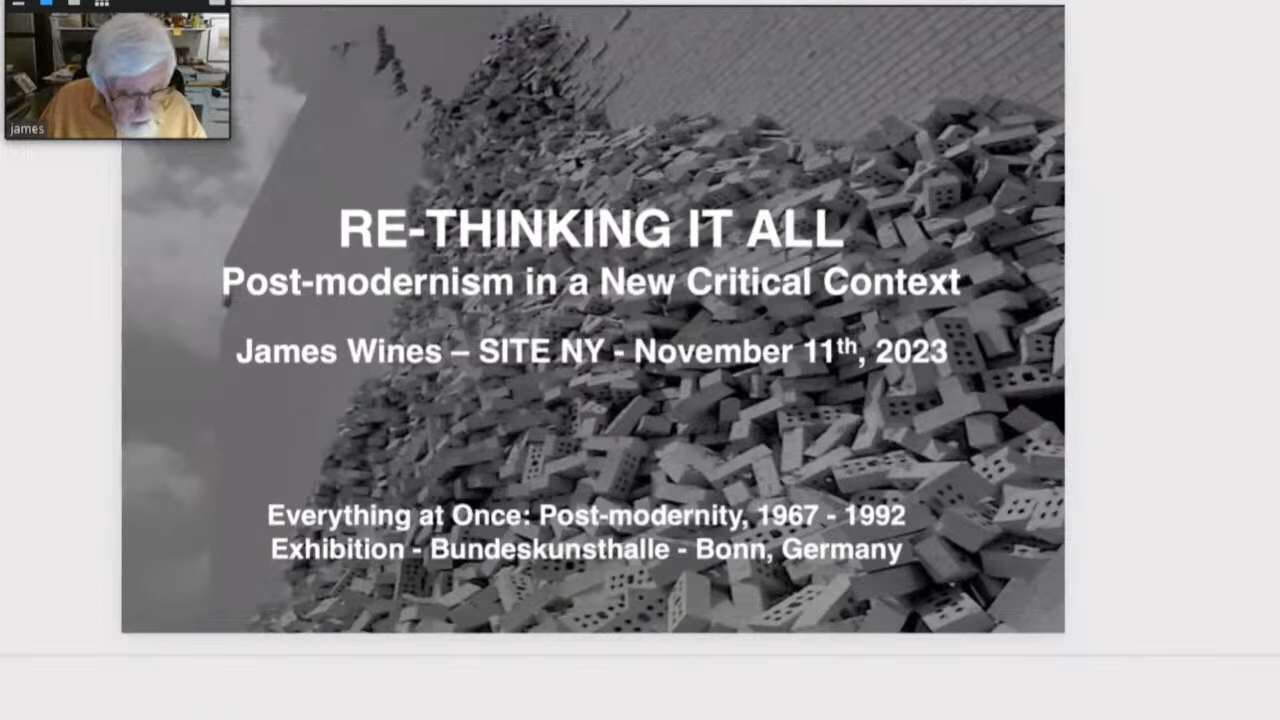 james
RE-THINKING IT ALL
Post-modernism in a New Critical Context
James Wines – SITE NY - November 11th, 2023
Everything at Once: Post-modernity, 1967 - 1992
Exhibition - Bundeskunsthalle - Bonn, Germany